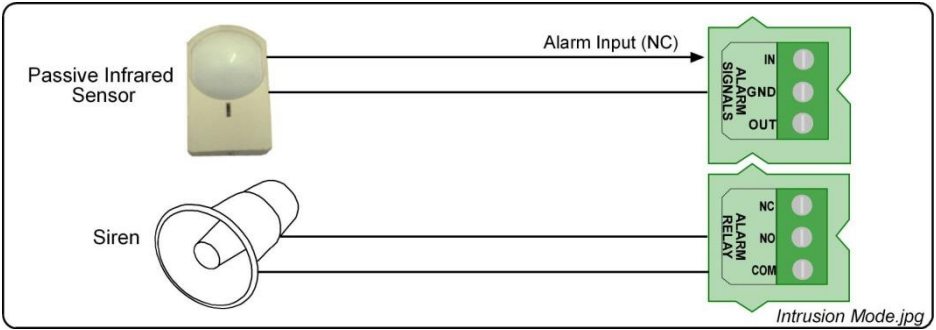 Alarm Input (NC)
Passive Infrared
Sensor
ALARM
SIGNALS
IN
GND
OUT
Siren
ALARM
RELAY
NC
NO
COM
Intrusion Mode.jpg